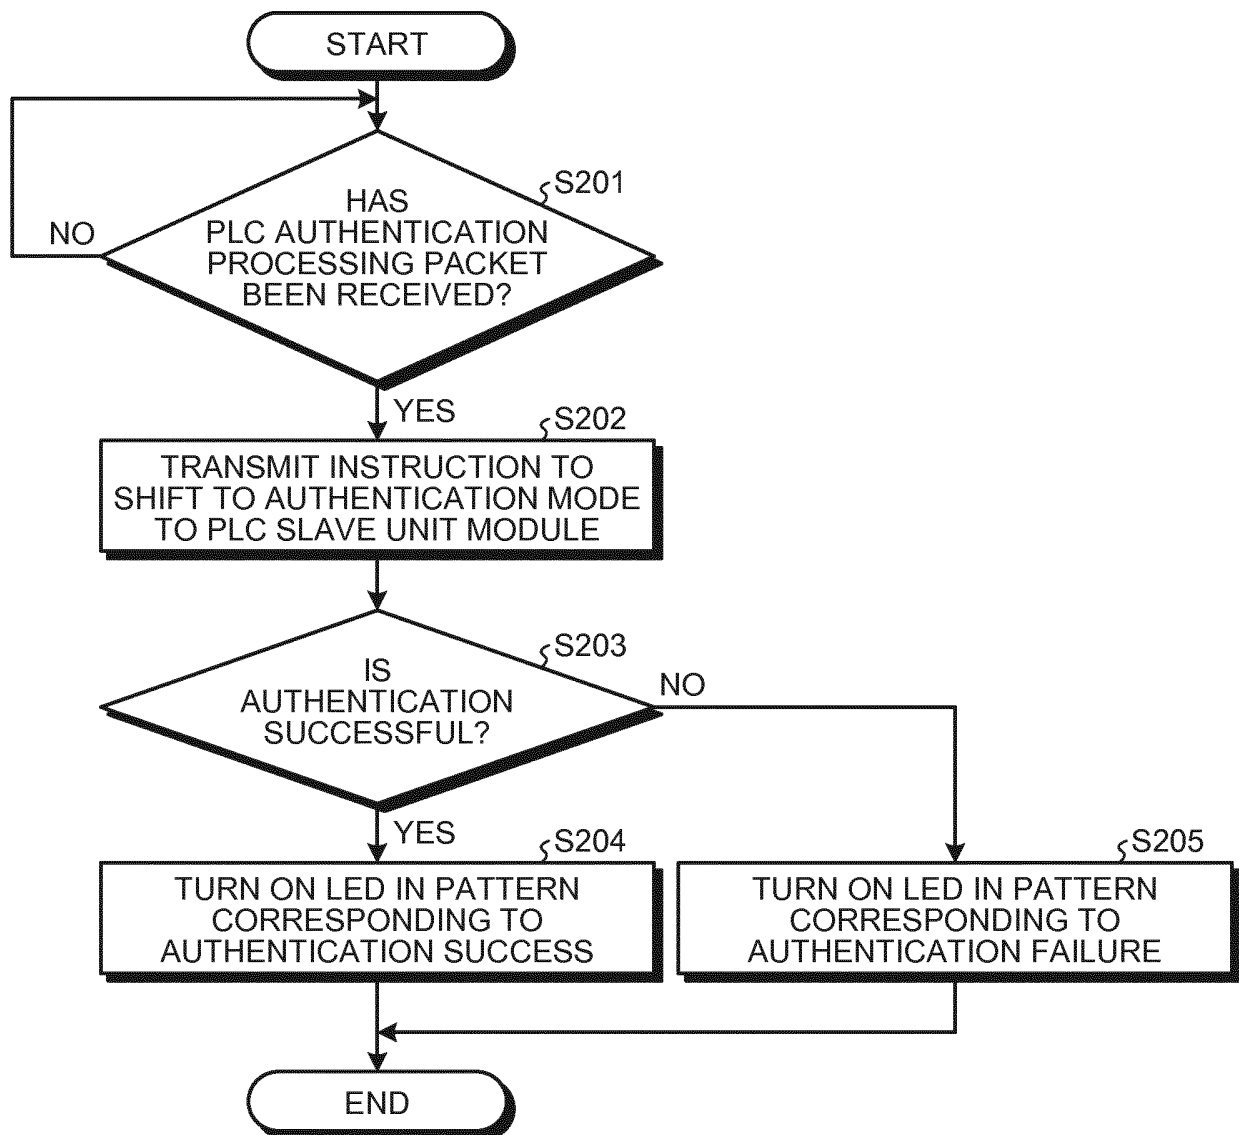 START
S201
HAS
PLC AUTHENTICATION
PROCESSING PACKET
BEEN RECEIVED?
NO
YES
S202
TRANSMIT INSTRUCTION TO
SHIFT TO AUTHENTICATION MODE
TO PLC SLAVE UNIT MODULE
S203
IS
AUTHENTICATION
SUCCESSFUL?
NO
YES
S204
TURN ON LED IN PATTERN
CORRESPONDING TO
AUTHENTICATION SUCCESS
S205
TURN ON LED IN PATTERN
CORRESPONDING TO
AUTHENTICATION FAILURE
END